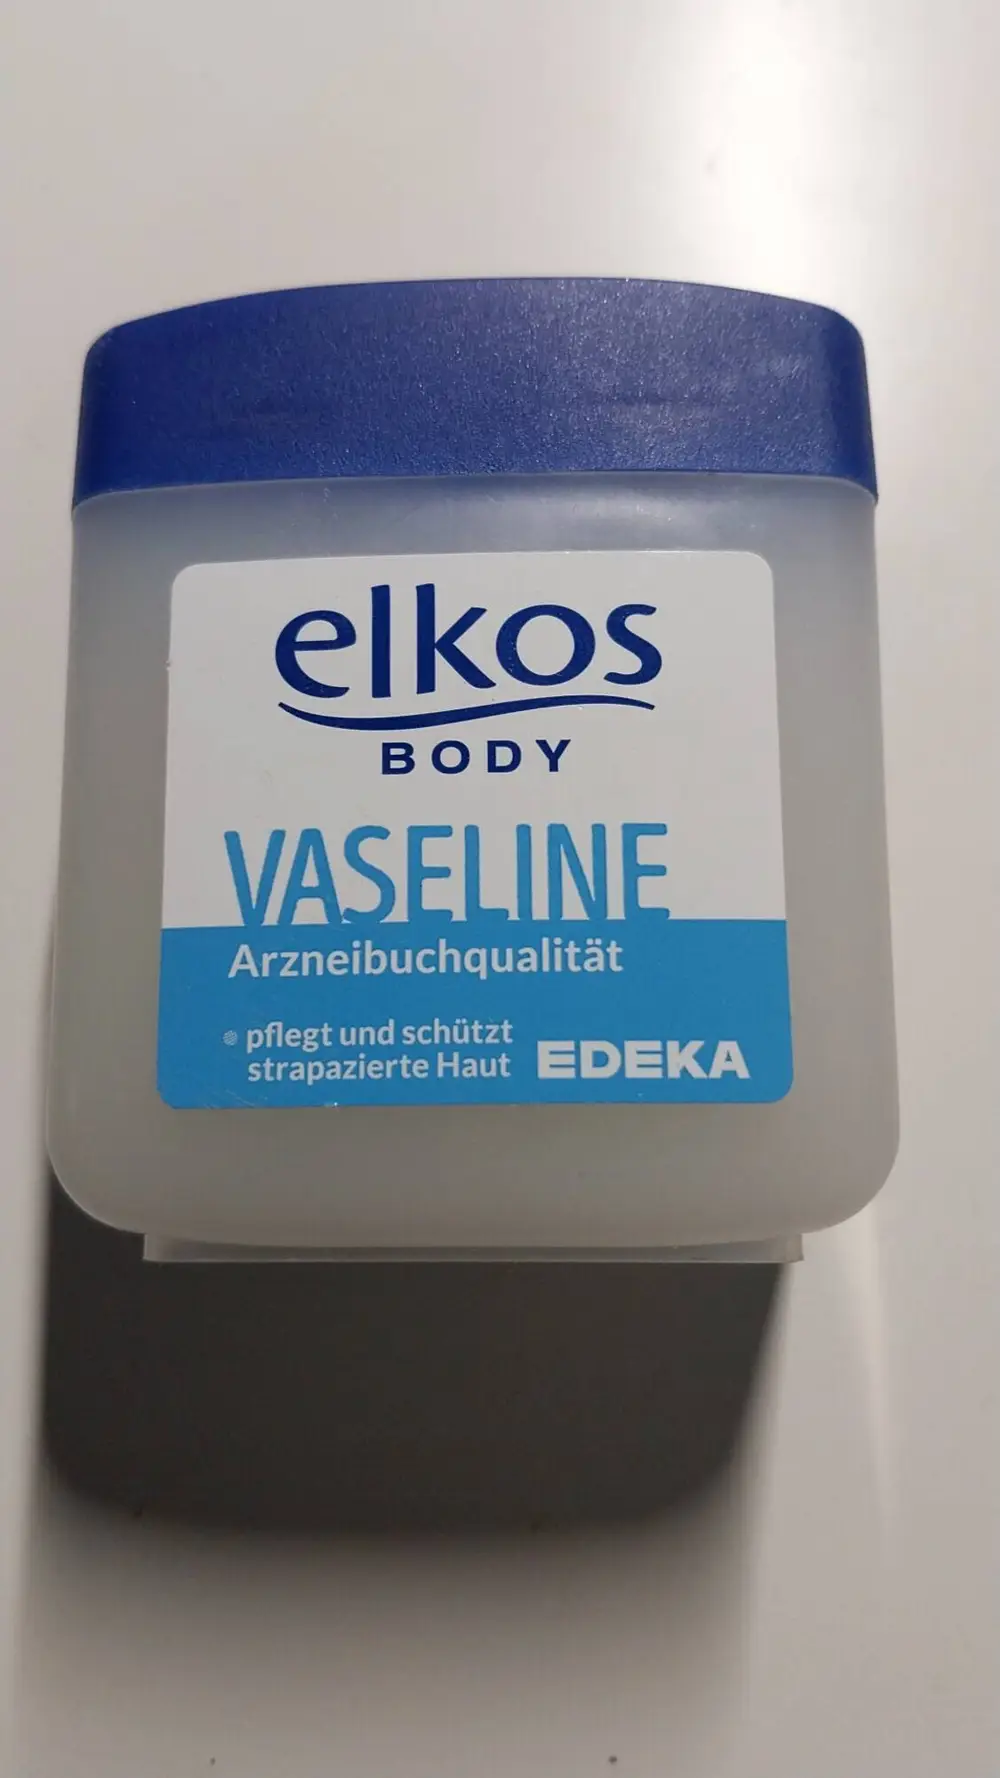 elkos
BODY
VASELINE
Arzneibuchqualität
pflegt und schützt
strapazierte Haut
EDEKA